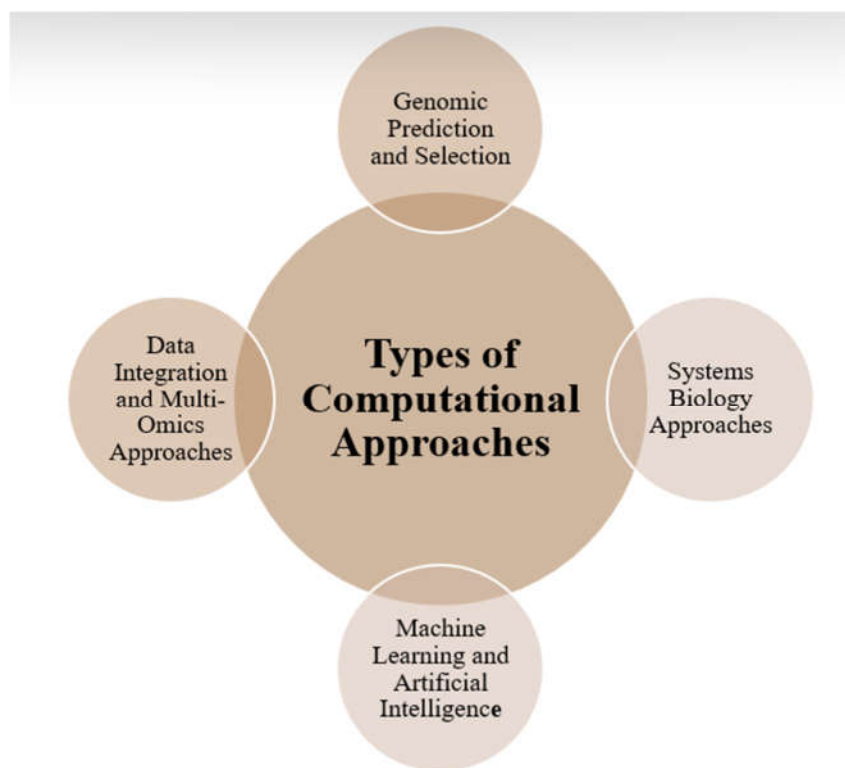 Genomic
Prediction
and Selection
Types of
Computational
Approaches
Data
Integration
and Multi-
Omics
Approaches
Systems
Biology
Approaches
Machine
Learning and
Artificial
Intelligence